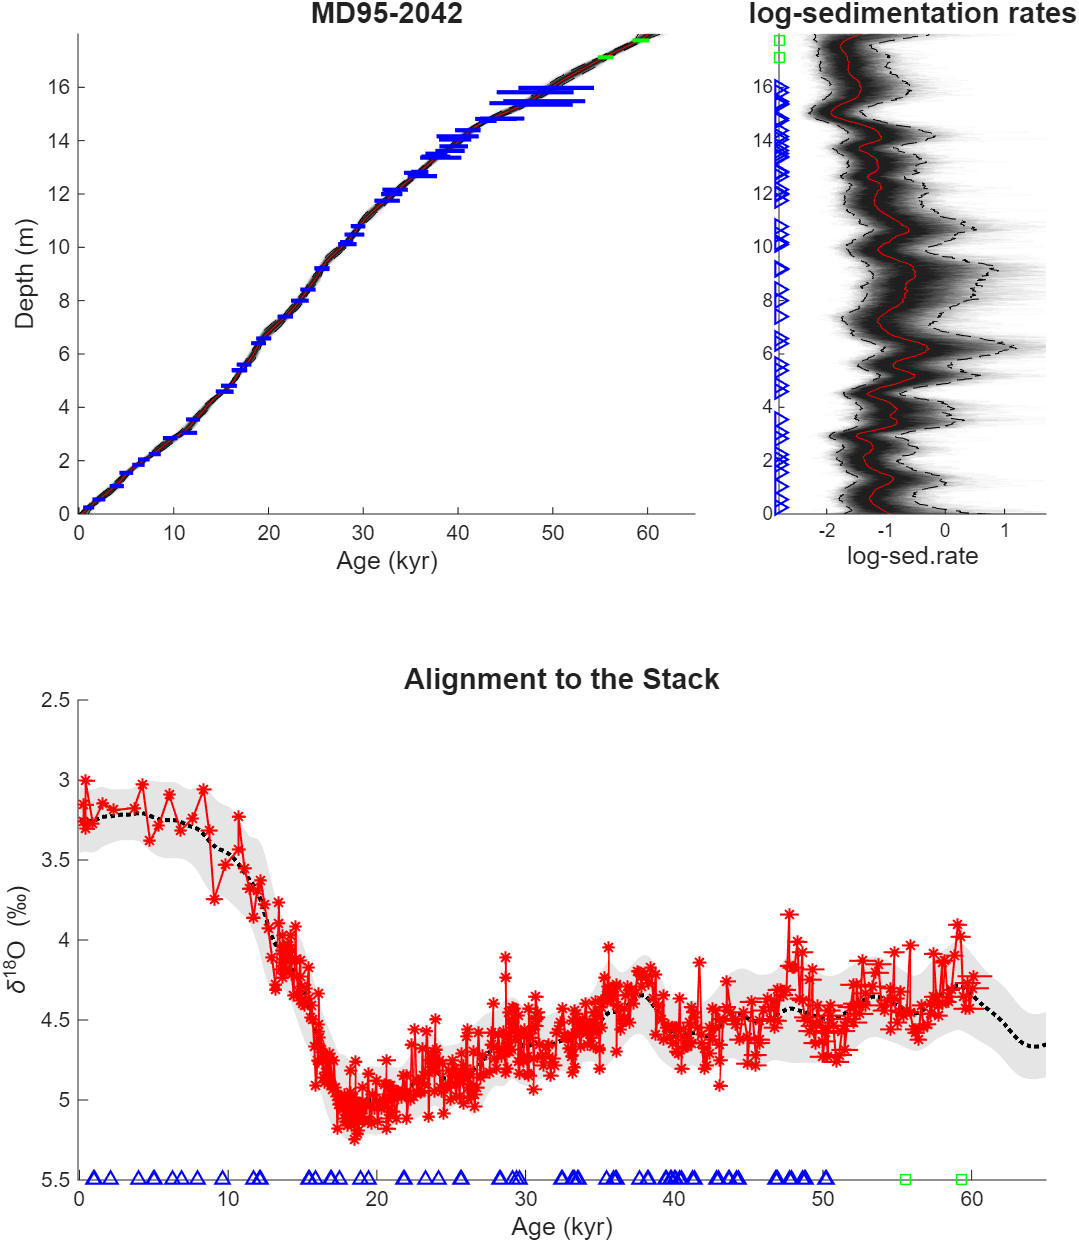 MD95-2042
log-sedimentation rates
16
14
12
10
8
6
4
2
0
Depth (m)
0 10 20 30 40 50 60
Age (kyr)
16
14
12
10
8
6
4
2
0
-2 -1 0 1
log-sed.rate
Alignment to the Stack
2.5
3
3.5
4
4.5
5
5.5
δ¹⁸O (‰)
0 10 20 30 40 50 60
Age (kyr)